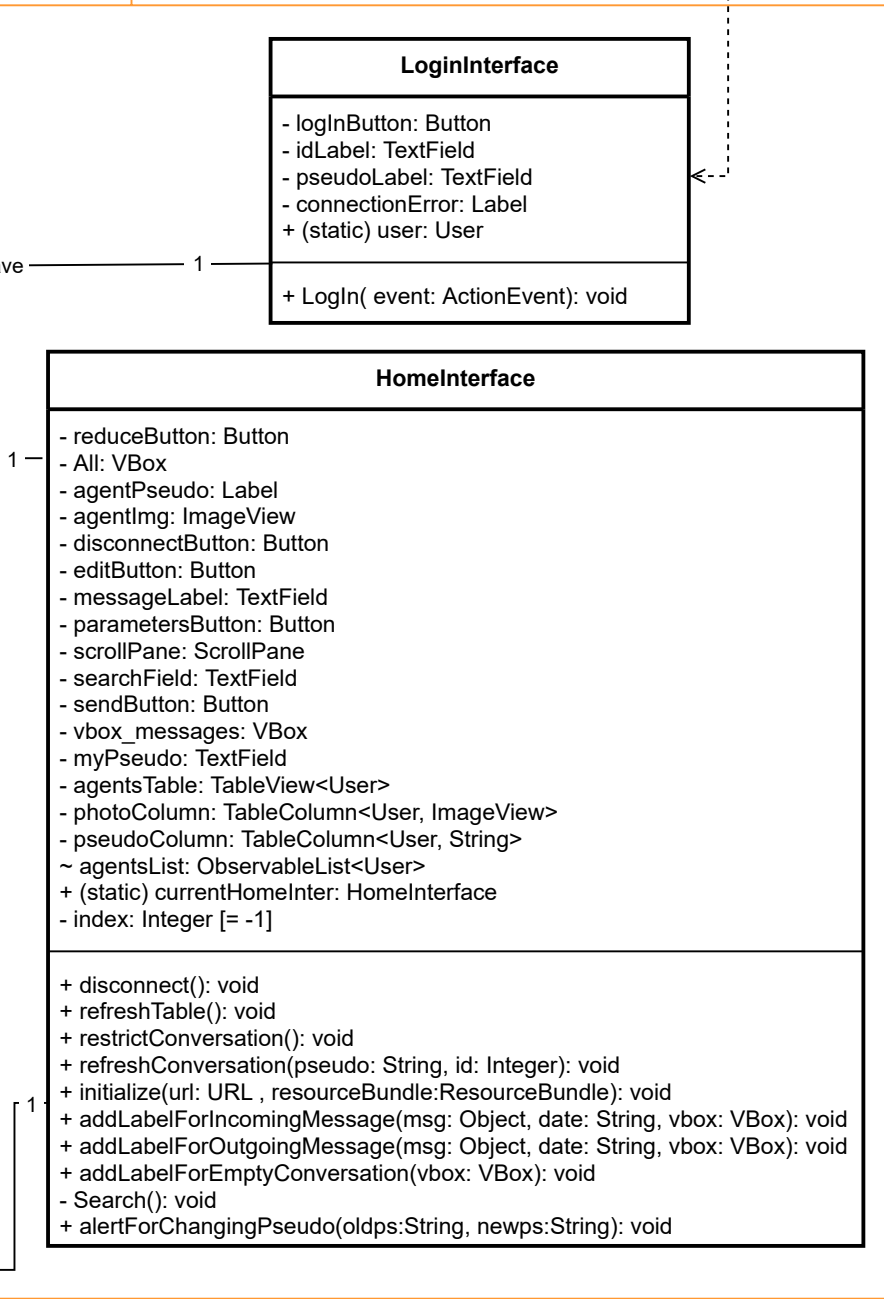 LoginInterface
- logInButton: Button
- idLabel: TextField
- pseudoLabel: TextField
- connectionError: Label
+ (static) user: User
1
+ LogIn( event: ActionEvent): void
HomeInterface
- reduceButton: Button
1
- All: VBox
- agentPseudo: Label
- agentImg: ImageView
- disconnectButton: Button
- editButton: Button
- messageLabel: TextField
- parametersButton: Button
- scrollPane: ScrollPane
- searchField: TextField
- sendButton: Button
- vbox_messages: VBox
- myPseudo: TextField
- agentsTable: TableView<User>
- photoColumn: TableColumn<User, ImageView>
- pseudoColumn: TableColumn<User, String>
~ agentsList: ObservableList<User>
+ (static) currentHomeInter: HomeInterface
- index: Integer [= -1]
+ disconnect(): void
+ refreshTable(): void
+ restrictConversation(): void
+ refreshConversation(pseudo: String, id: Integer): void
+ initialize(url: URL , resourceBundle:ResourceBundle): void
1
+ addLabelForIncomingMessage(msg: Object, date: String, vbox: VBox): void
+ addLabelForOutgoingMessage(msg: Object, date: String, vbox: VBox): void
+ addLabelForEmptyConversation(vbox: VBox): void
- Search(): void
+ alertForChangingPseudo(oldps:String, newps:String): void